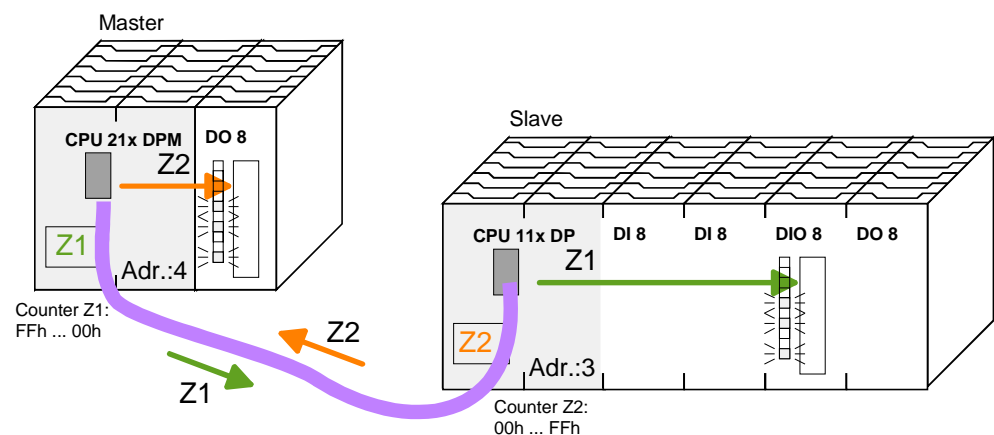 Master
CPU 21x DPM
DO 8
Z2
Z1
Adr.:4
Counter Z1:
FFh ... 00h
Z2
Z1
Slave
CPU 11x DP
DI 8
DI 8
DIO 8
DO 8
Z1
Z2
Adr.:3
Counter Z2:
00h ... FFh